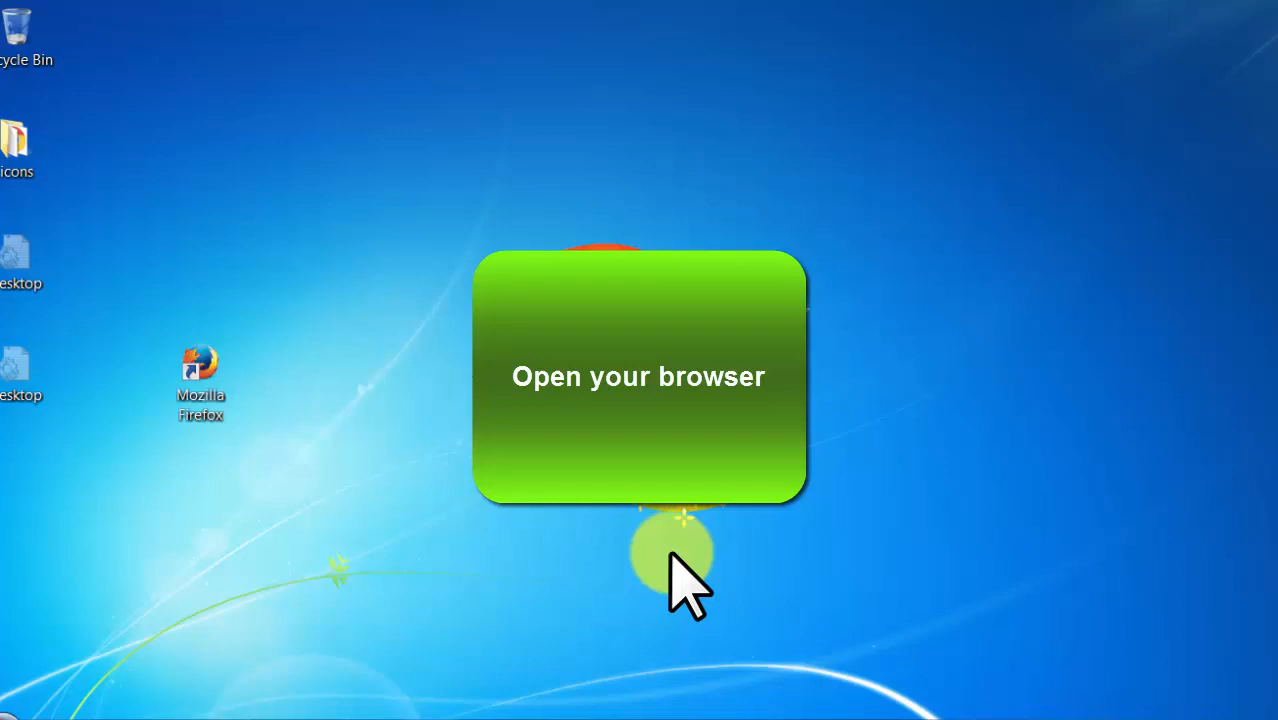 cycle Bin
icons
esktop
esktop
Mozilla
Firefox
Open your browser